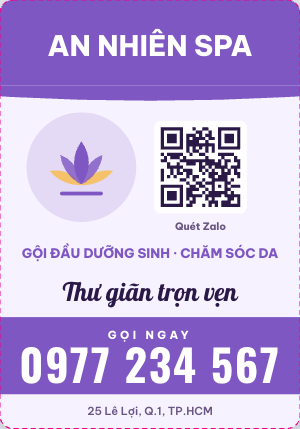 AN NHIÊN SPA
Quét Zalo
GỘI ĐẦU DƯỠNG SINH · CHĂM SÓC DA
Thư giãn trọn vẹn
GỌI NGAY
0977 234 567
25 Lê Lợi, Q.1, TP.HCM